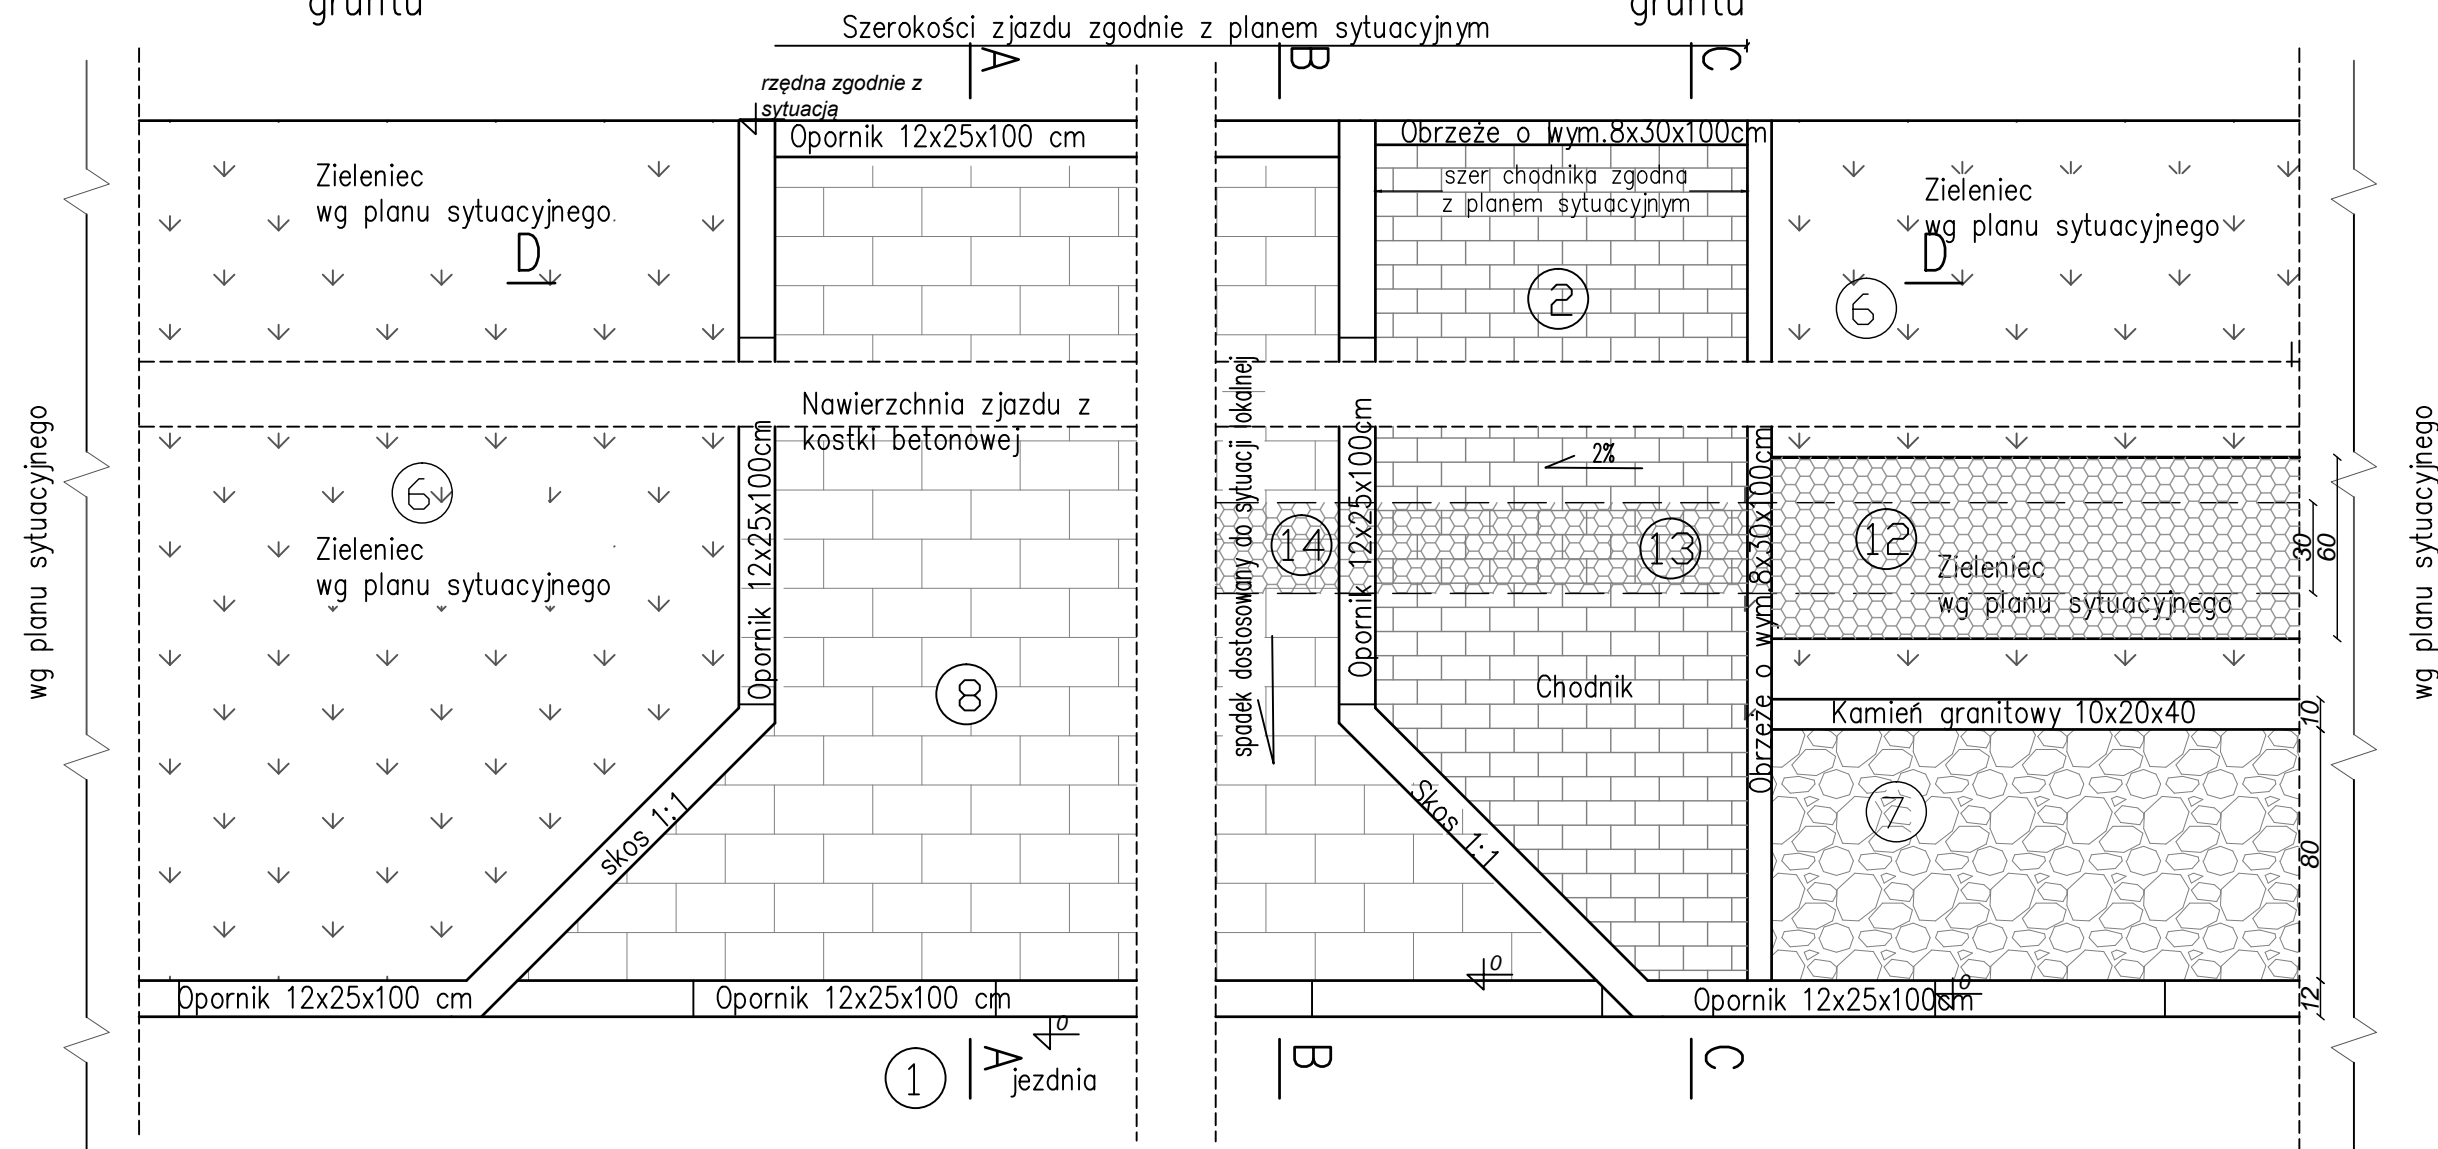 gruntu
gruntu
Szerokości zjazdu zgodnie z planem sytuacyjnym
A
B
C
rzędna zgodnie z
sytuacją
Opornik 12x25x100 cm
Obrzeże o wym.8x30x100cm
szer chodnika zgodna
z planem sytuacyjnym
Zieleniec
wg planu sytuacyjnego
D
Zieleniec
wg planu sytuacyjnego
D
2
6
Nawierzchnia zjazdu z
kostki betonowej
wg planu sytuacyjnego
6
Zieleniec
wg planu sytuacyjnego
Opornik 12x25x100cm
8
spadek dostosowany do sytuacji lokalnej
14
Opornik 12x25x100cm
2%
13
Obrzeże o wym.8x30x100cm
12
Zieleniec
wg planu sytuacyjnego
30
60
wg planu sytuacyjnego
Chodnik
Kamień granitowy 10x20x40
10
7
80
skos 1:1
Skos 1:1
0
0
Opornik 12x25x100 cm
Opornik 12x25x100 cm
Opornik 12x25x100cm
12
0
1
A
jezdnia
B
C